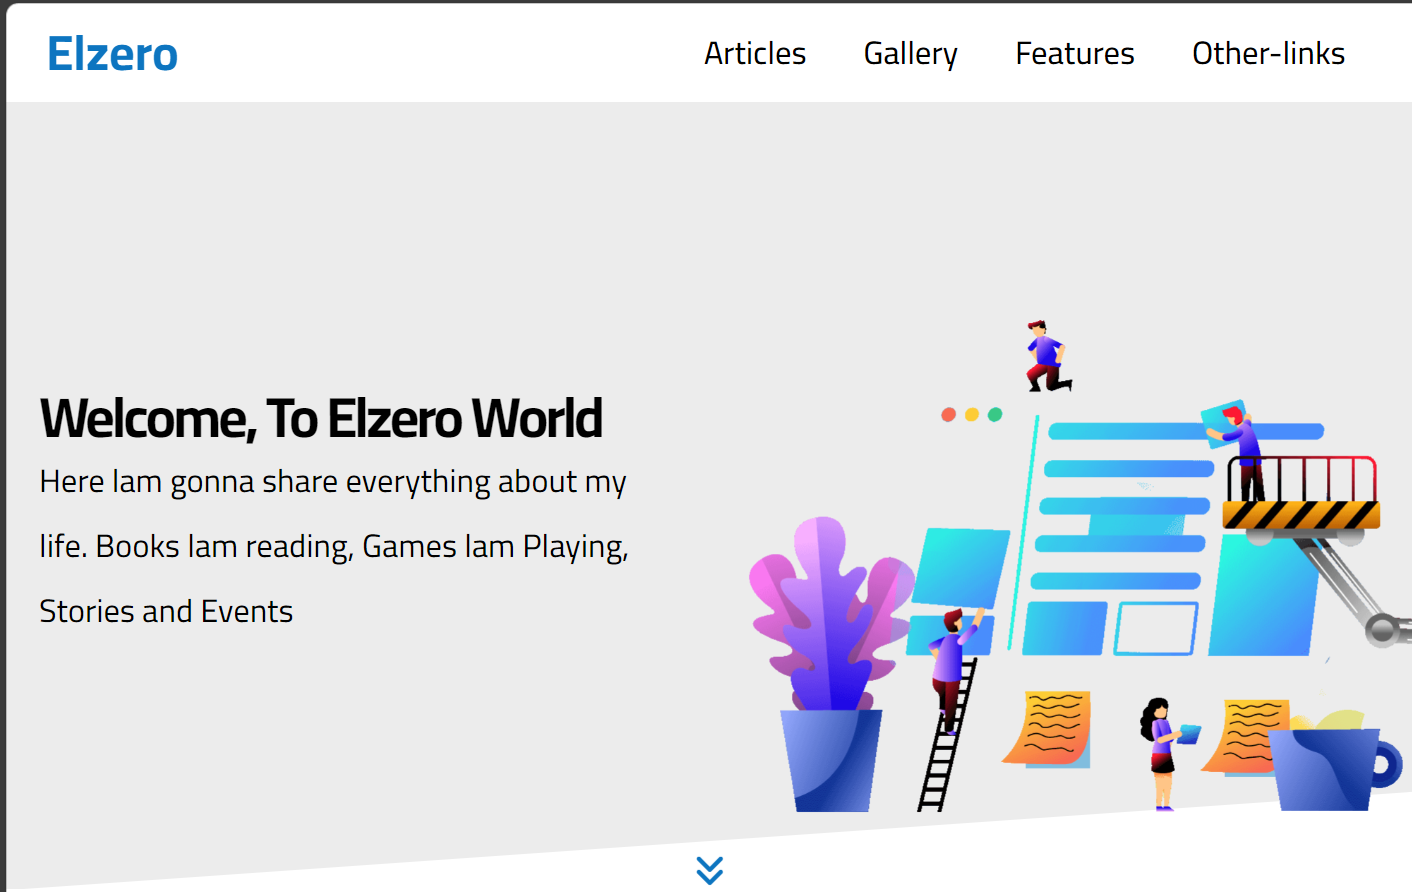 Elzero
Articles Gallery Features Other-links
Welcome, To Elzero World
Here Iam gonna share everything about my
life. Books Iam reading, Games Iam Playing,
Stories and Events